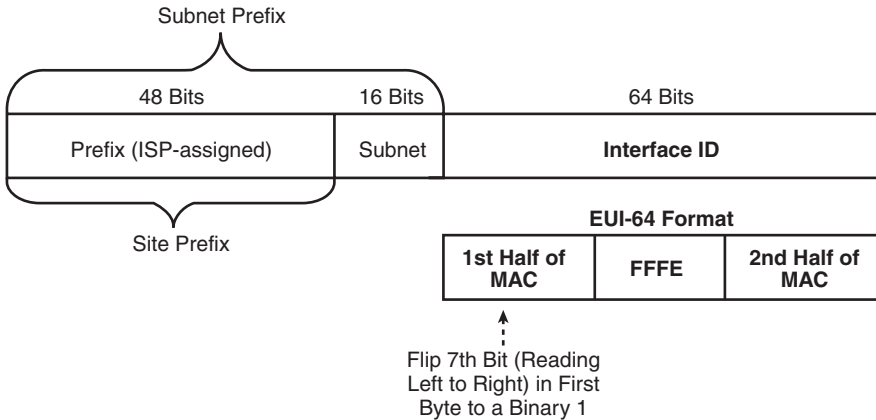 Subnet Prefix
48 Bits
16 Bits
64 Bits
Prefix (ISP-assigned)
Subnet
Interface ID
Site Prefix
EUI-64 Format
1st Half of
MAC
FFFE
2nd Half of
MAC
Flip 7th Bit (Reading
Left to Right) in First
Byte to a Binary 1